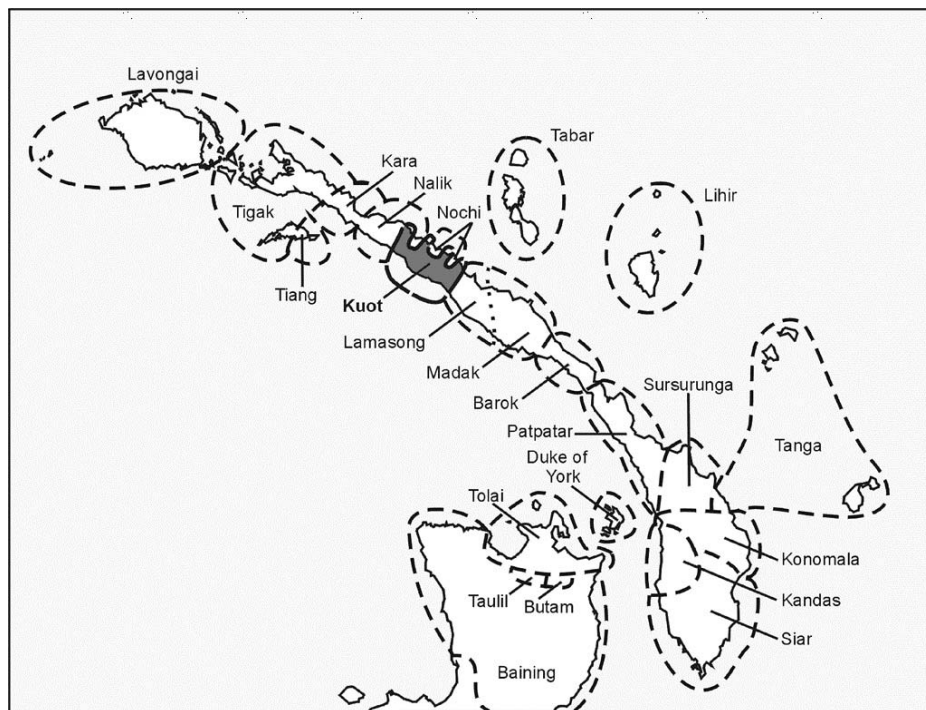 Lavongai
Tabar
Kara
Nalik
Lihir
Tigak
Nochi
Tiang
Kuot
Lamasong
Madak
Sursurunga
Barok
Patpatar
Tanga
Duke of
York
Tolai
Konomala
Taulil
Butam
Kandas
Siar
Baining